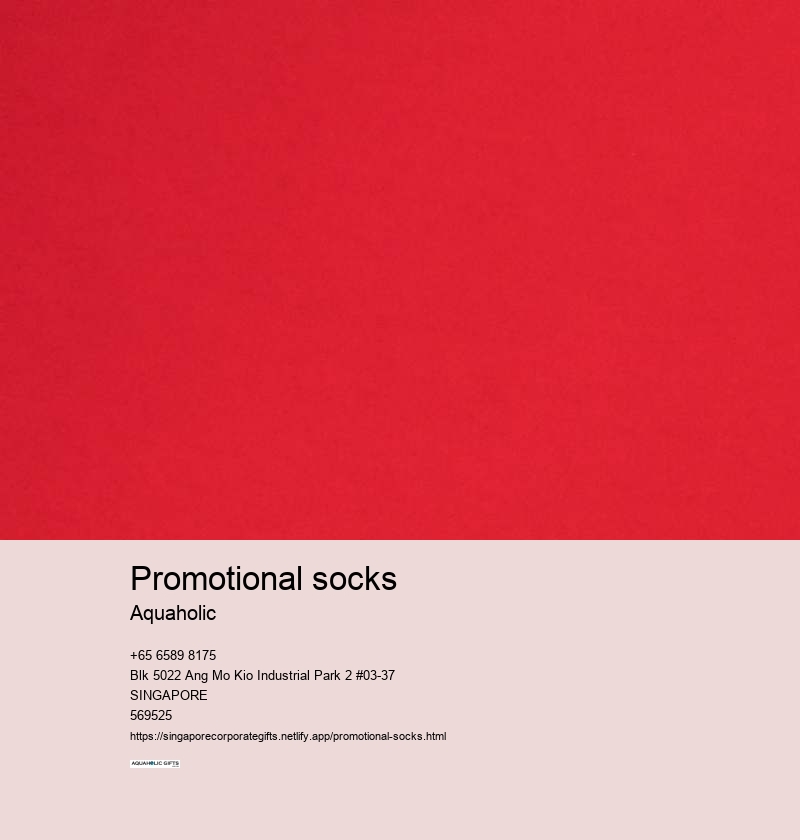 Promotional socks
Aquaholic
+65 6589 8175
Blk 5022 Ang Mo Kio Industrial Park 2 #03-37
SINGAPORE
569525
https://singaporecorporategifts.netlify.app/promotional-socks.html
AQUAHOLIC GIFTS